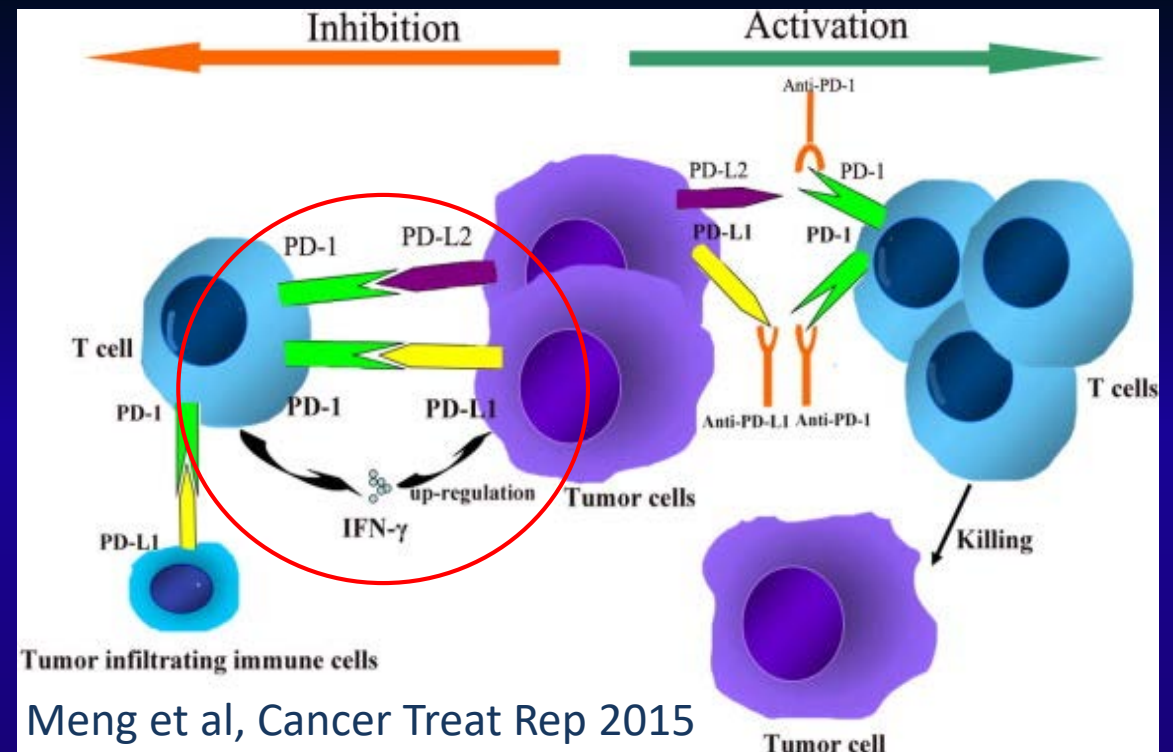 Inhibition
Activation
Anti-PD-1
PD-L2
PD-1
PD-1
PD-L2
PD-L1
PD-1
T cell
T cells
PD-1
PD-1
PD-L1
Anti-PD-L1
Anti-PD-1
up-regulation
Tumor cells
IFN-γ
PD-L1
Killing
Tumor infiltrating immune cells
Meng et al, Cancer Treat Rep 2015
Tumor cell